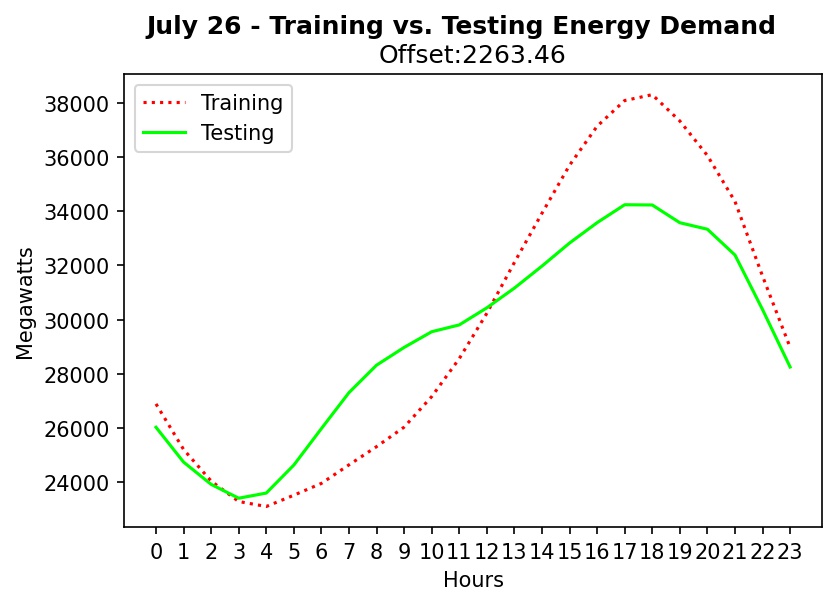 July 26 - Training vs. Testing Energy Demand
Offset:2263.46
Training
Testing
38000
36000
34000
32000
30000
28000
26000
24000
Megawatts
0 1 2 3 4 5 6 7 8 9 10 11 12 13 14 15 16 17 18 19 20 21 22 23
Hours